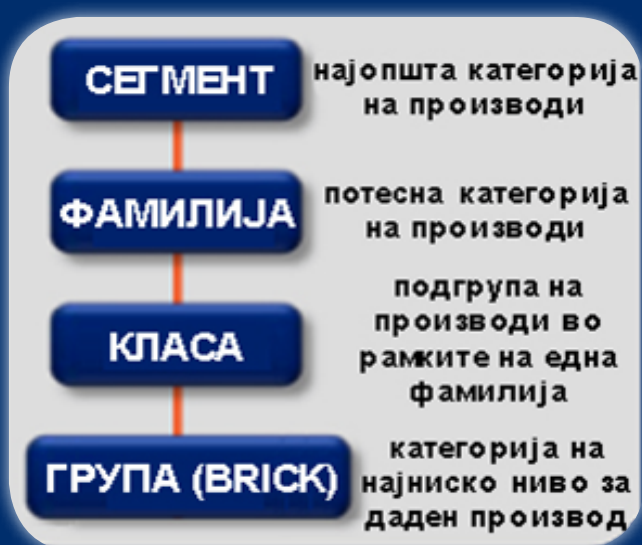 СЕГМЕНТ
најопшта категорија
на производи
ФАМИЛИЈА
потесна категорија
на производи
КЛАСА
подгрупа на
производи во
рамките на една
фамилија
ГРУПА (BRICK)
категорија на
најниско ниво за
даден производ